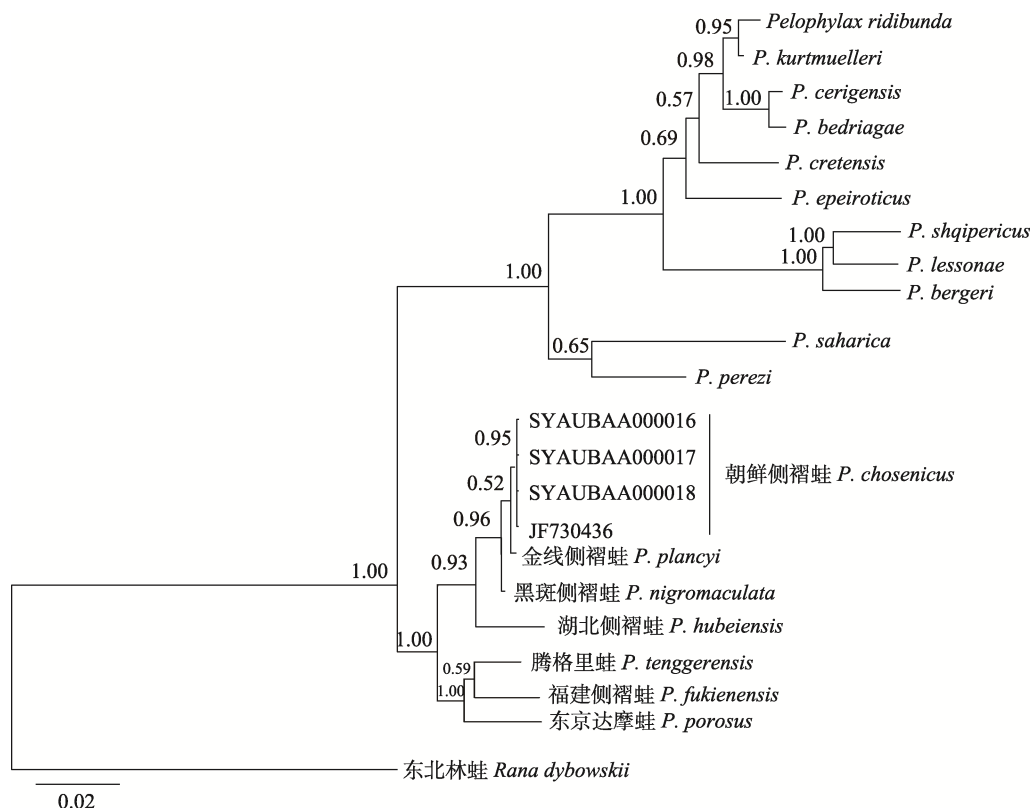 0.95
Pelophylax ridibunda
0.98
P. kurtmuelleri
1.00
P. cerigensis
0.57
P. bedriagae
0.69
P. cretensis
1.00
P. epeiroticus
1.00
P. shqipericus
1.00
P. lessonae
1.00
P. bergeri
0.65
P. saharica
P. perezi
0.95
SYAUBAA000016
SYAUBAA000017
朝鲜侧褶蛙 P. chosenicus
0.52
SYAUBAA000018
0.96
JF730436
金线侧褶蛙 P. plancyi
1.00
0.93
黑斑侧褶蛙 P. nigromaculata
湖北侧褶蛙 P. hubeiensis
1.00
0.59
腾格里蛙 P. tenggerensis
1.00
福建侧褶蛙 P. fukienensis
东京达摩蛙 P. porosus
东北林蛙 Rana dybowskii
0.02